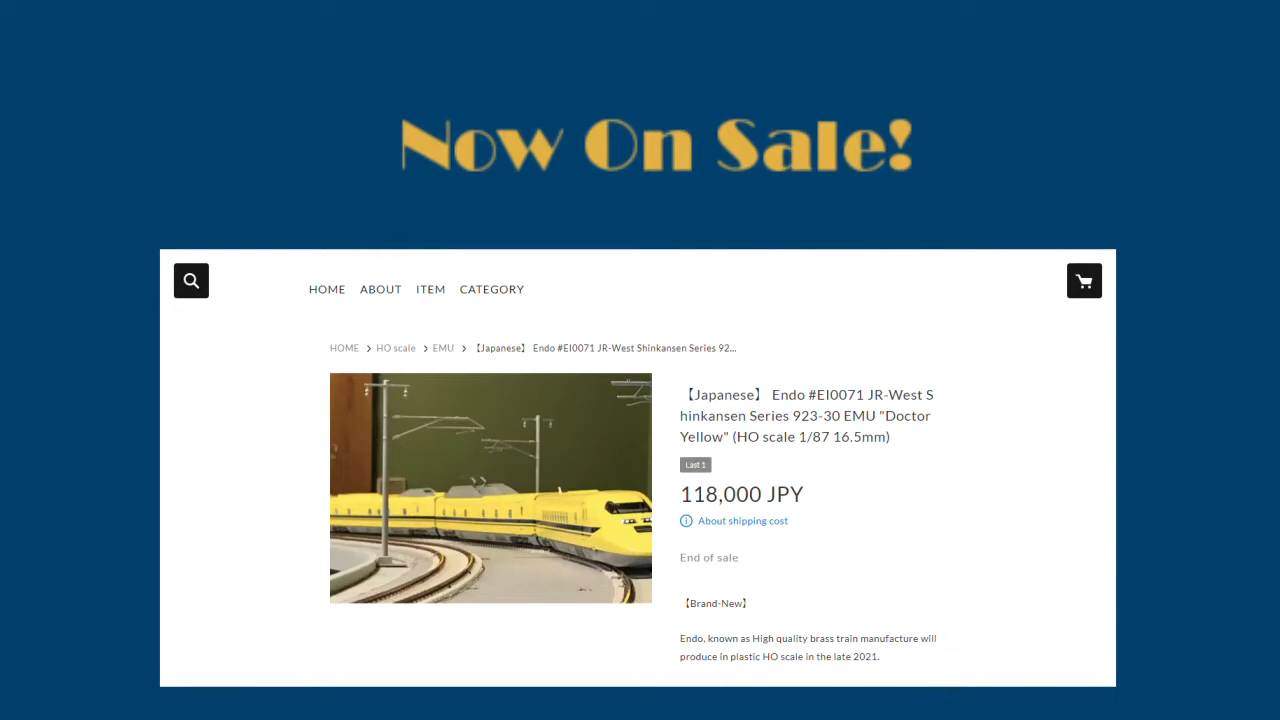 Now On Sale!
HOME ABOUT ITEM CATEGORY
HOME > HO scale > EMU > 【Japanese】 Endo #EI0071 JR-West Shinkansen Series 92...
【Japanese】 Endo #EI0071 JR-West S
hinkansen Series 923-30 EMU "Doctor
Yellow" (HO scale 1/87 16.5mm)
Last 1
118,000 JPY
About shipping cost
End of sale
【Brand-New】
Endo, known as High quality brass train manufacture will
produce in plastic HO scale in the late 2021.